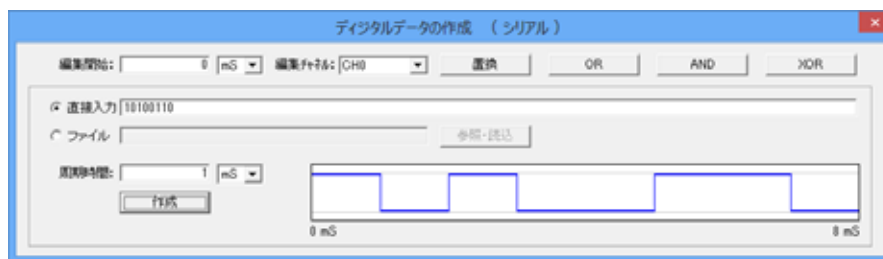 ディジタルデータの作成 （ シリアル ）
編集開始: 0 mS 編集チャネル: CH0 置換 OR AND XOR
直接入力 10100110
ファイル 参照・読込
周期時間: 1 mS
作成
0 mS 8 mS